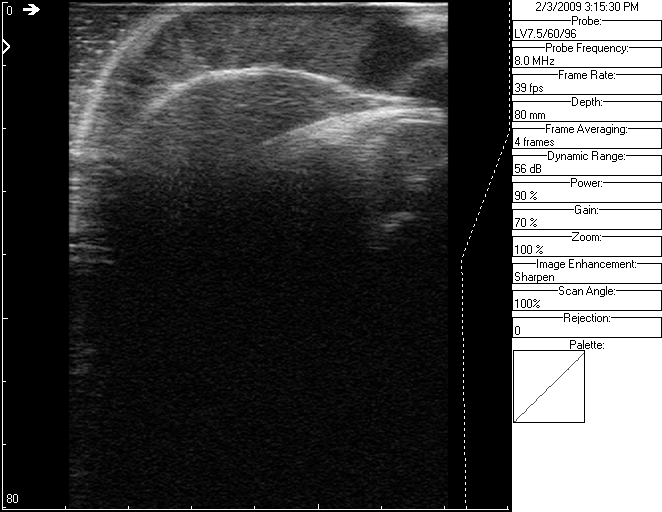 0
80
2/3/2009 3:15:30 PM
Probe:
LV7.5/60/96
Probe Frequency:
8.0 MHz
Frame Rate:
39 fps
Depth:
80 mm
Frame Averaging:
4 frames
Dynamic Range:
56 dB
Power:
90 %
Gain:
70 %
Zoom:
100 %
Image Enhancement:
Sharpen
Scan Angle:
100%
Rejection:
0
Palette: